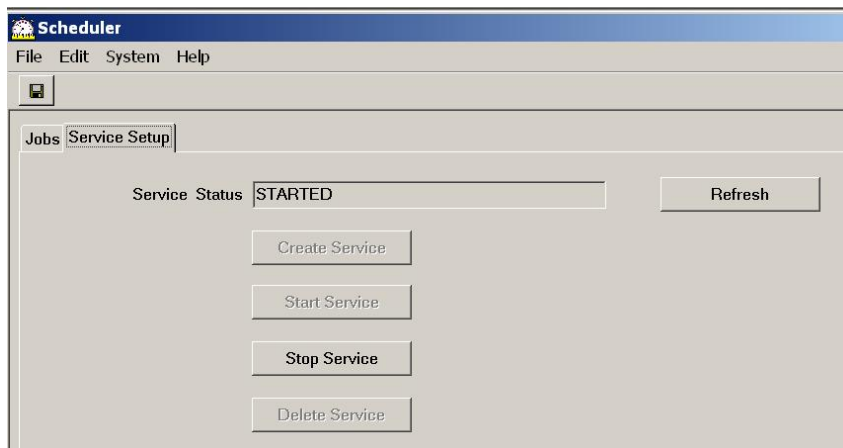 Scheduler
File Edit System Help
Jobs Service Setup
Service Status STARTED Refresh
Create Service
Start Service
Stop Service
Delete Service